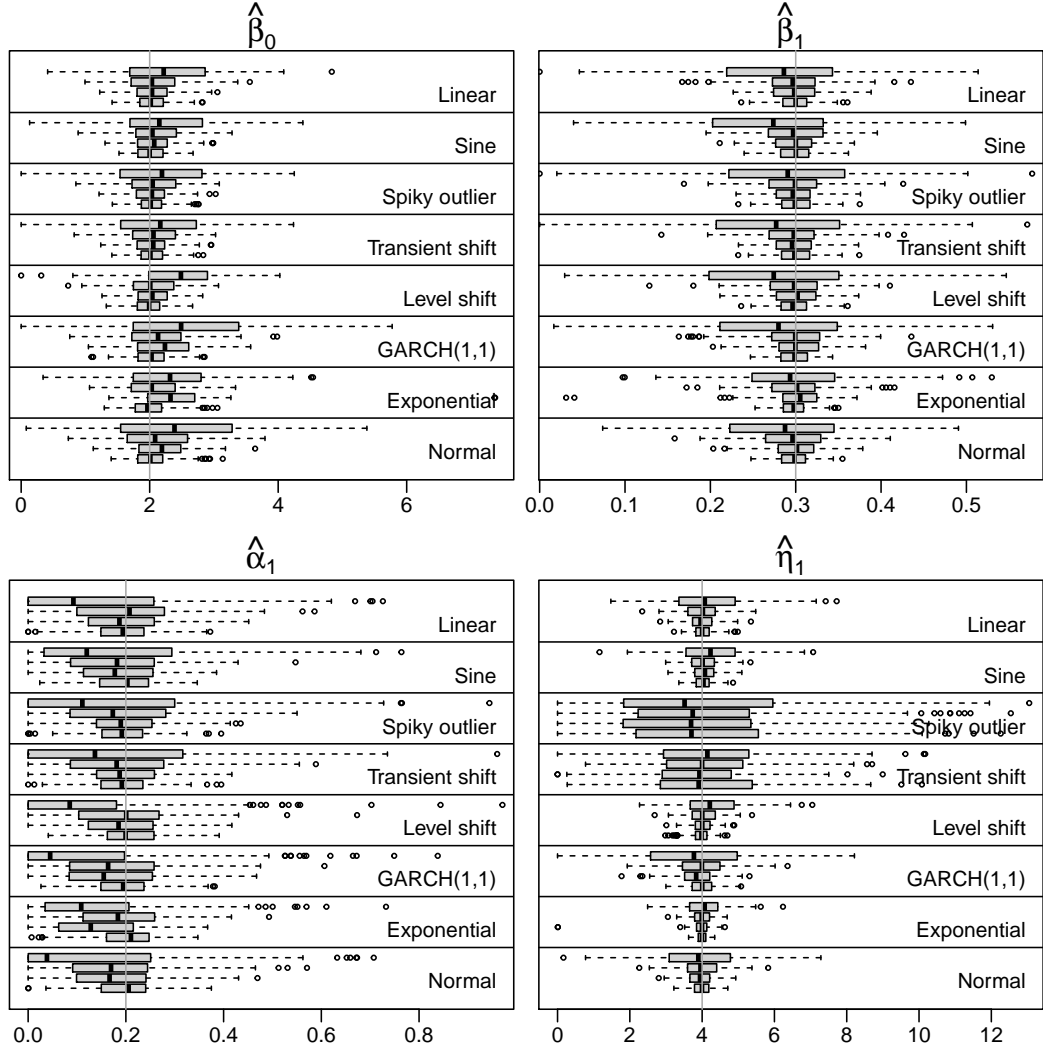 β̂₀
Linear
Sine
Spiky outlier
Transient shift
Level shift
GARCH(1,1)
Exponential
Normal
0 2 4 6
β̂₁
Linear
Sine
Spiky outlier
Transient shift
Level shift
GARCH(1,1)
Exponential
Normal
0.0 0.1 0.2 0.3 0.4 0.5
α̂₁
Linear
Sine
Spiky outlier
Transient shift
Level shift
GARCH(1,1)
Exponential
Normal
0.0 0.2 0.4 0.6 0.8
η̂₁
Linear
Sine
Spiky outlier
Transient shift
Level shift
GARCH(1,1)
Exponential
Normal
0 2 4 6 8 10 12